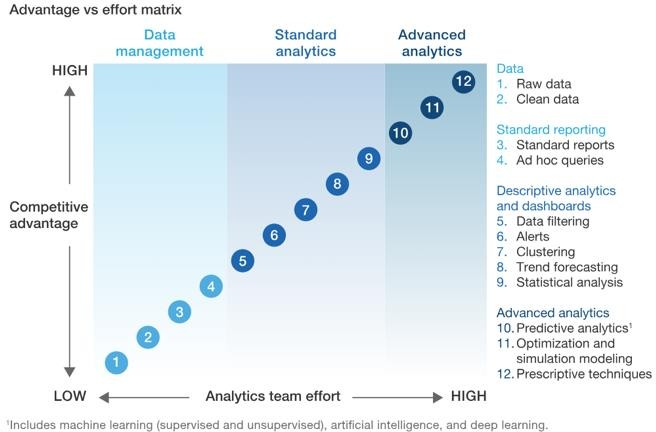 Advantage vs effort matrix
Data
management
Standard
analytics
Advanced
analytics
HIGH
Competitive
advantage
LOW
Analytics team effort
HIGH
1
2
3
4
5
6
7
8
9
10
11
12
Data
1. Raw data
2. Clean data
Standard reporting
3. Standard reports
4. Ad hoc queries
Descriptive analytics
and dashboards
5. Data filtering
6. Alerts
7. Clustering
8. Trend forecasting
9. Statistical analysis
Advanced analytics
10. Predictive analytics¹
11. Optimization and
simulation modeling
12. Prescriptive techniques
¹Includes machine learning (supervised and unsupervised), artificial intelligence, and deep learning.